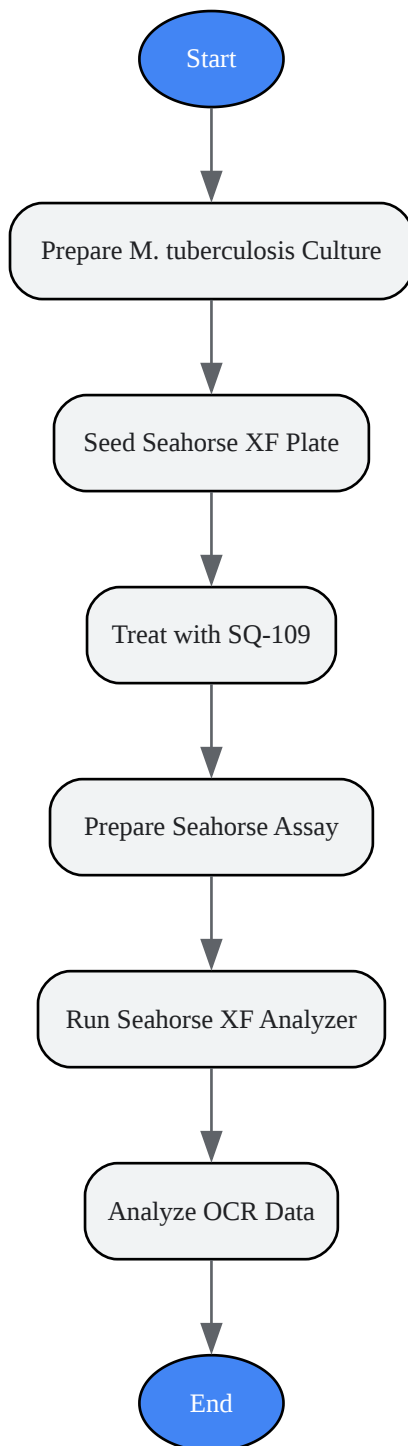 Start
Prepare M. tuberculosis Culture
Seed Seahorse XF Plate
Treat with SQ-109
Prepare Seahorse Assay
Run Seahorse XF Analyzer
Analyze OCR Data
End